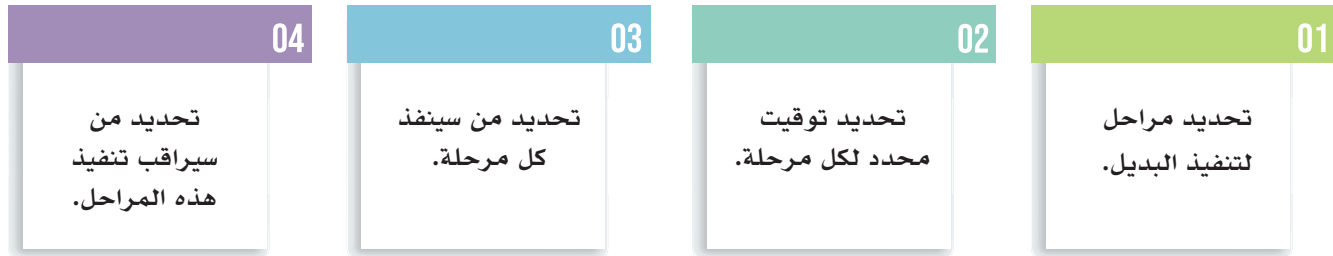 01
تحديد مراحل
لتنفيذ البديل.
02
تحديد توقيت
محدد لكل مرحلة.
03
تحديد من سينفذ
كل مرحلة.
04
تحديد من
سيراقب تنفيذ
هذه المراحل.